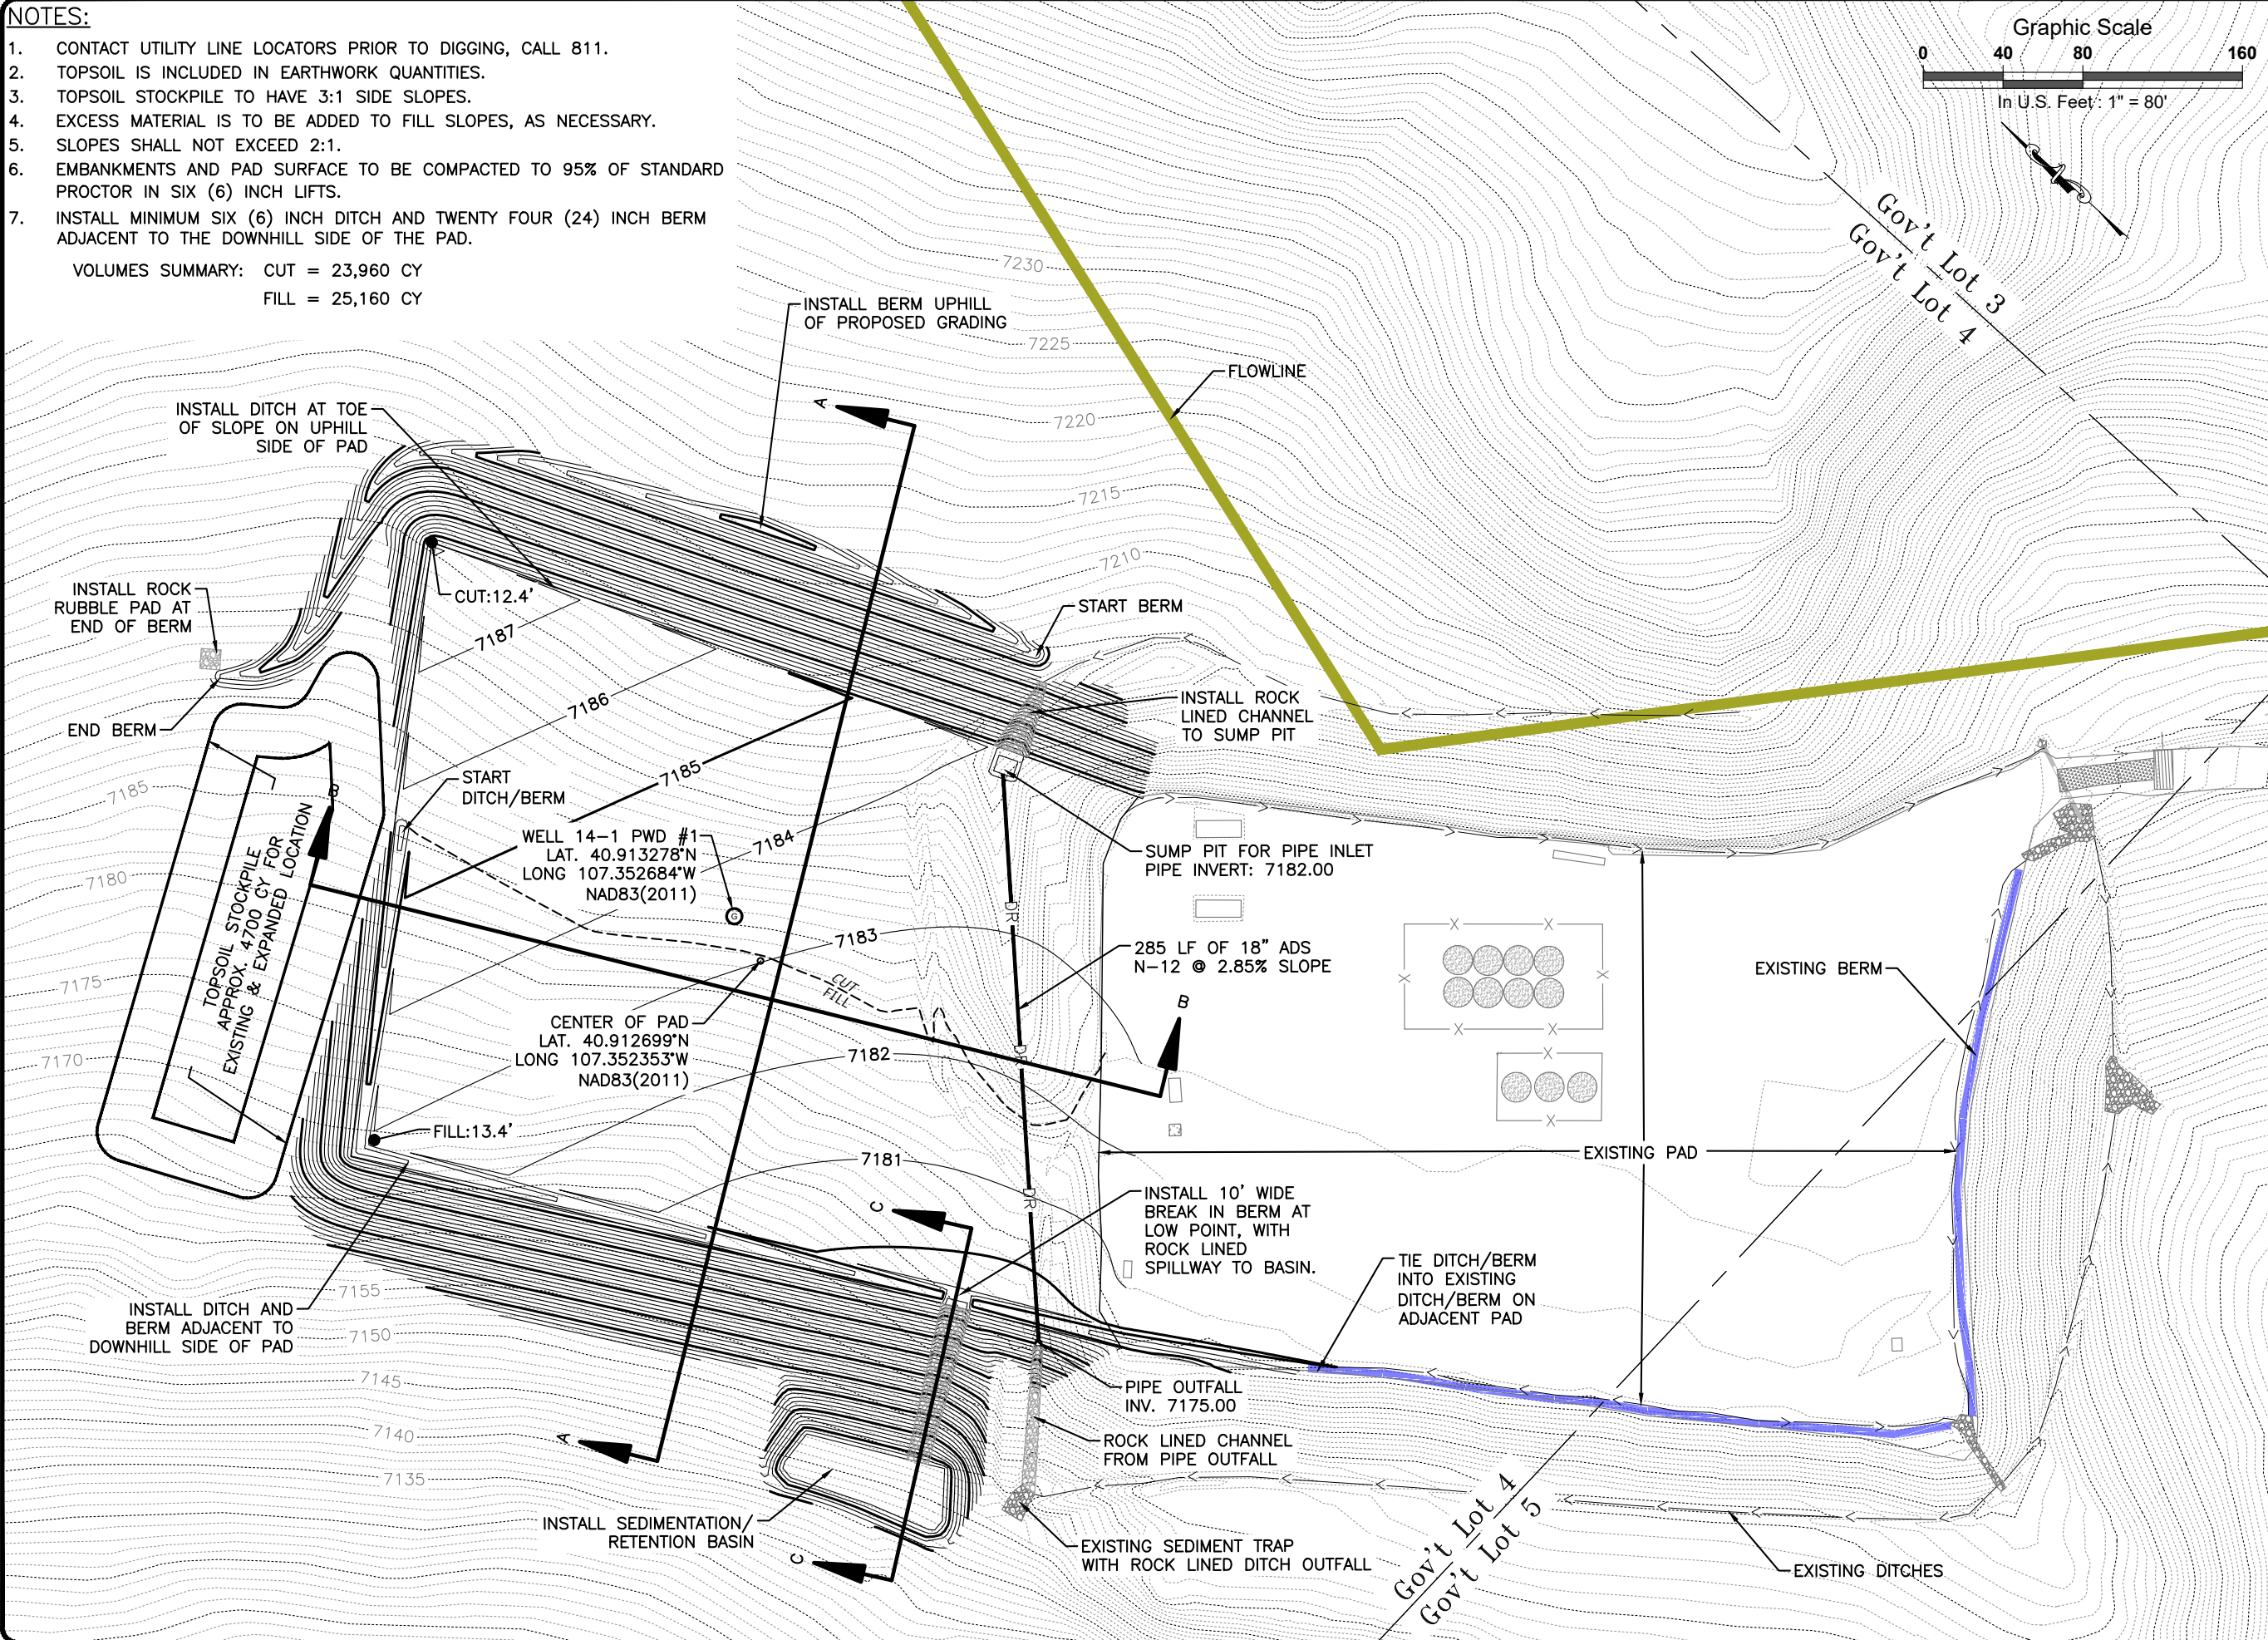 NOTES:
1. CONTACT UTILITY LINE LOCATORS PRIOR TO DIGGING, CALL 811.
2. TOPSOIL IS INCLUDED IN EARTHWORK QUANTITIES.
3. TOPSOIL STOCKPILE TO HAVE 3:1 SIDE SLOPES.
4. EXCESS MATERIAL IS TO BE ADDED TO FILL SLOPES, AS NECESSARY.
5. SLOPES SHALL NOT EXCEED 2:1.
6. EMBANKMENTS AND PAD SURFACE TO BE COMPACTED TO 95% OF STANDARD
PROCTOR IN SIX (6) INCH LIFTS.
7. INSTALL MINIMUM SIX (6) INCH DITCH AND TWENTY FOUR (24) INCH BERM
ADJACENT TO THE DOWNHILL SIDE OF THE PAD.
VOLUMES SUMMARY: CUT = 23,960 CY
FILL = 25,160 CY
Graphic Scale
0 40 80 160
In U.S. Feet : 1" = 80'
Gov't Lot 3
Gov't Lot 4
7230
7225
7220
7215
7210
INSTALL BERM UPHILL
OF PROPOSED GRADING
FLOWLINE
A
INSTALL DITCH AT TOE
OF SLOPE ON UPHILL
SIDE OF PAD
INSTALL ROCK
RUBBLE PAD AT
END OF BERM
CUT:12.4'
START BERM
7187
7186
7185
7184
7183
7182
7181
END BERM
INSTALL ROCK
LINED CHANNEL
TO SUMP PIT
START
DITCH/BERM
B
7185
7180
7175
7170
TOPSOIL STOCKPILE
APPROX. 4700 CY FOR
EXISTING & EXPANDED LOCATION
WELL 14-1 PWD #1
LAT. 40.913278°N
LONG 107.352684°W
NAD83(2011)
G
SUMP PIT FOR PIPE INLET
PIPE INVERT: 7182.00
DR
285 LF OF 18" ADS
N-12 @ 2.85% SLOPE
CUT
FILL
B
DR
X X
X X
X X
X
X
EXISTING BERM
CENTER OF PAD
LAT. 40.912699°N
LONG 107.352353°W
NAD83(2011)
FILL:13.4'
EXISTING PAD
DR
C
INSTALL 10' WIDE
BREAK IN BERM AT
LOW POINT, WITH
ROCK LINED
SPILLWAY TO BASIN.
TIE DITCH/BERM
INTO EXISTING
DITCH/BERM ON
ADJACENT PAD
INSTALL DITCH AND
BERM ADJACENT TO
DOWNHILL SIDE OF PAD
7155
7150
7145
7140
7135
PIPE OUTFALL
INV. 7175.00
A
ROCK LINED CHANNEL
FROM PIPE OUTFALL
INSTALL SEDIMENTATION/
RETENTION BASIN
C
EXISTING SEDIMENT TRAP
WITH ROCK LINED DITCH OUTFALL
Gov't Lot 4
Gov't Lot 5
EXISTING DITCHES